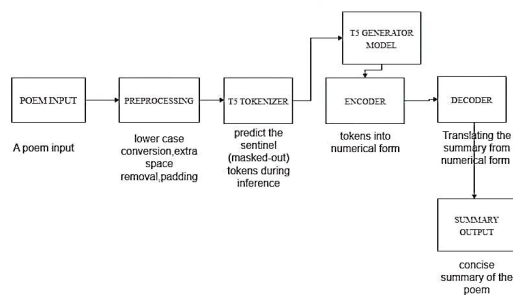 T5 GENERATOR
MODEL
POEM INPUT
PREPROCESSING
T5 TOKENIZER
ENCODER
DECODER
A poem input
lower case
conversion,extra
space
removal,padding
predict the
sentinel
(masked-out)
tokens during
inference
tokens into
numerical form
Translating the
summary from
numerical form
SUMMARY
OUTPUT
concise
summary of the
poem